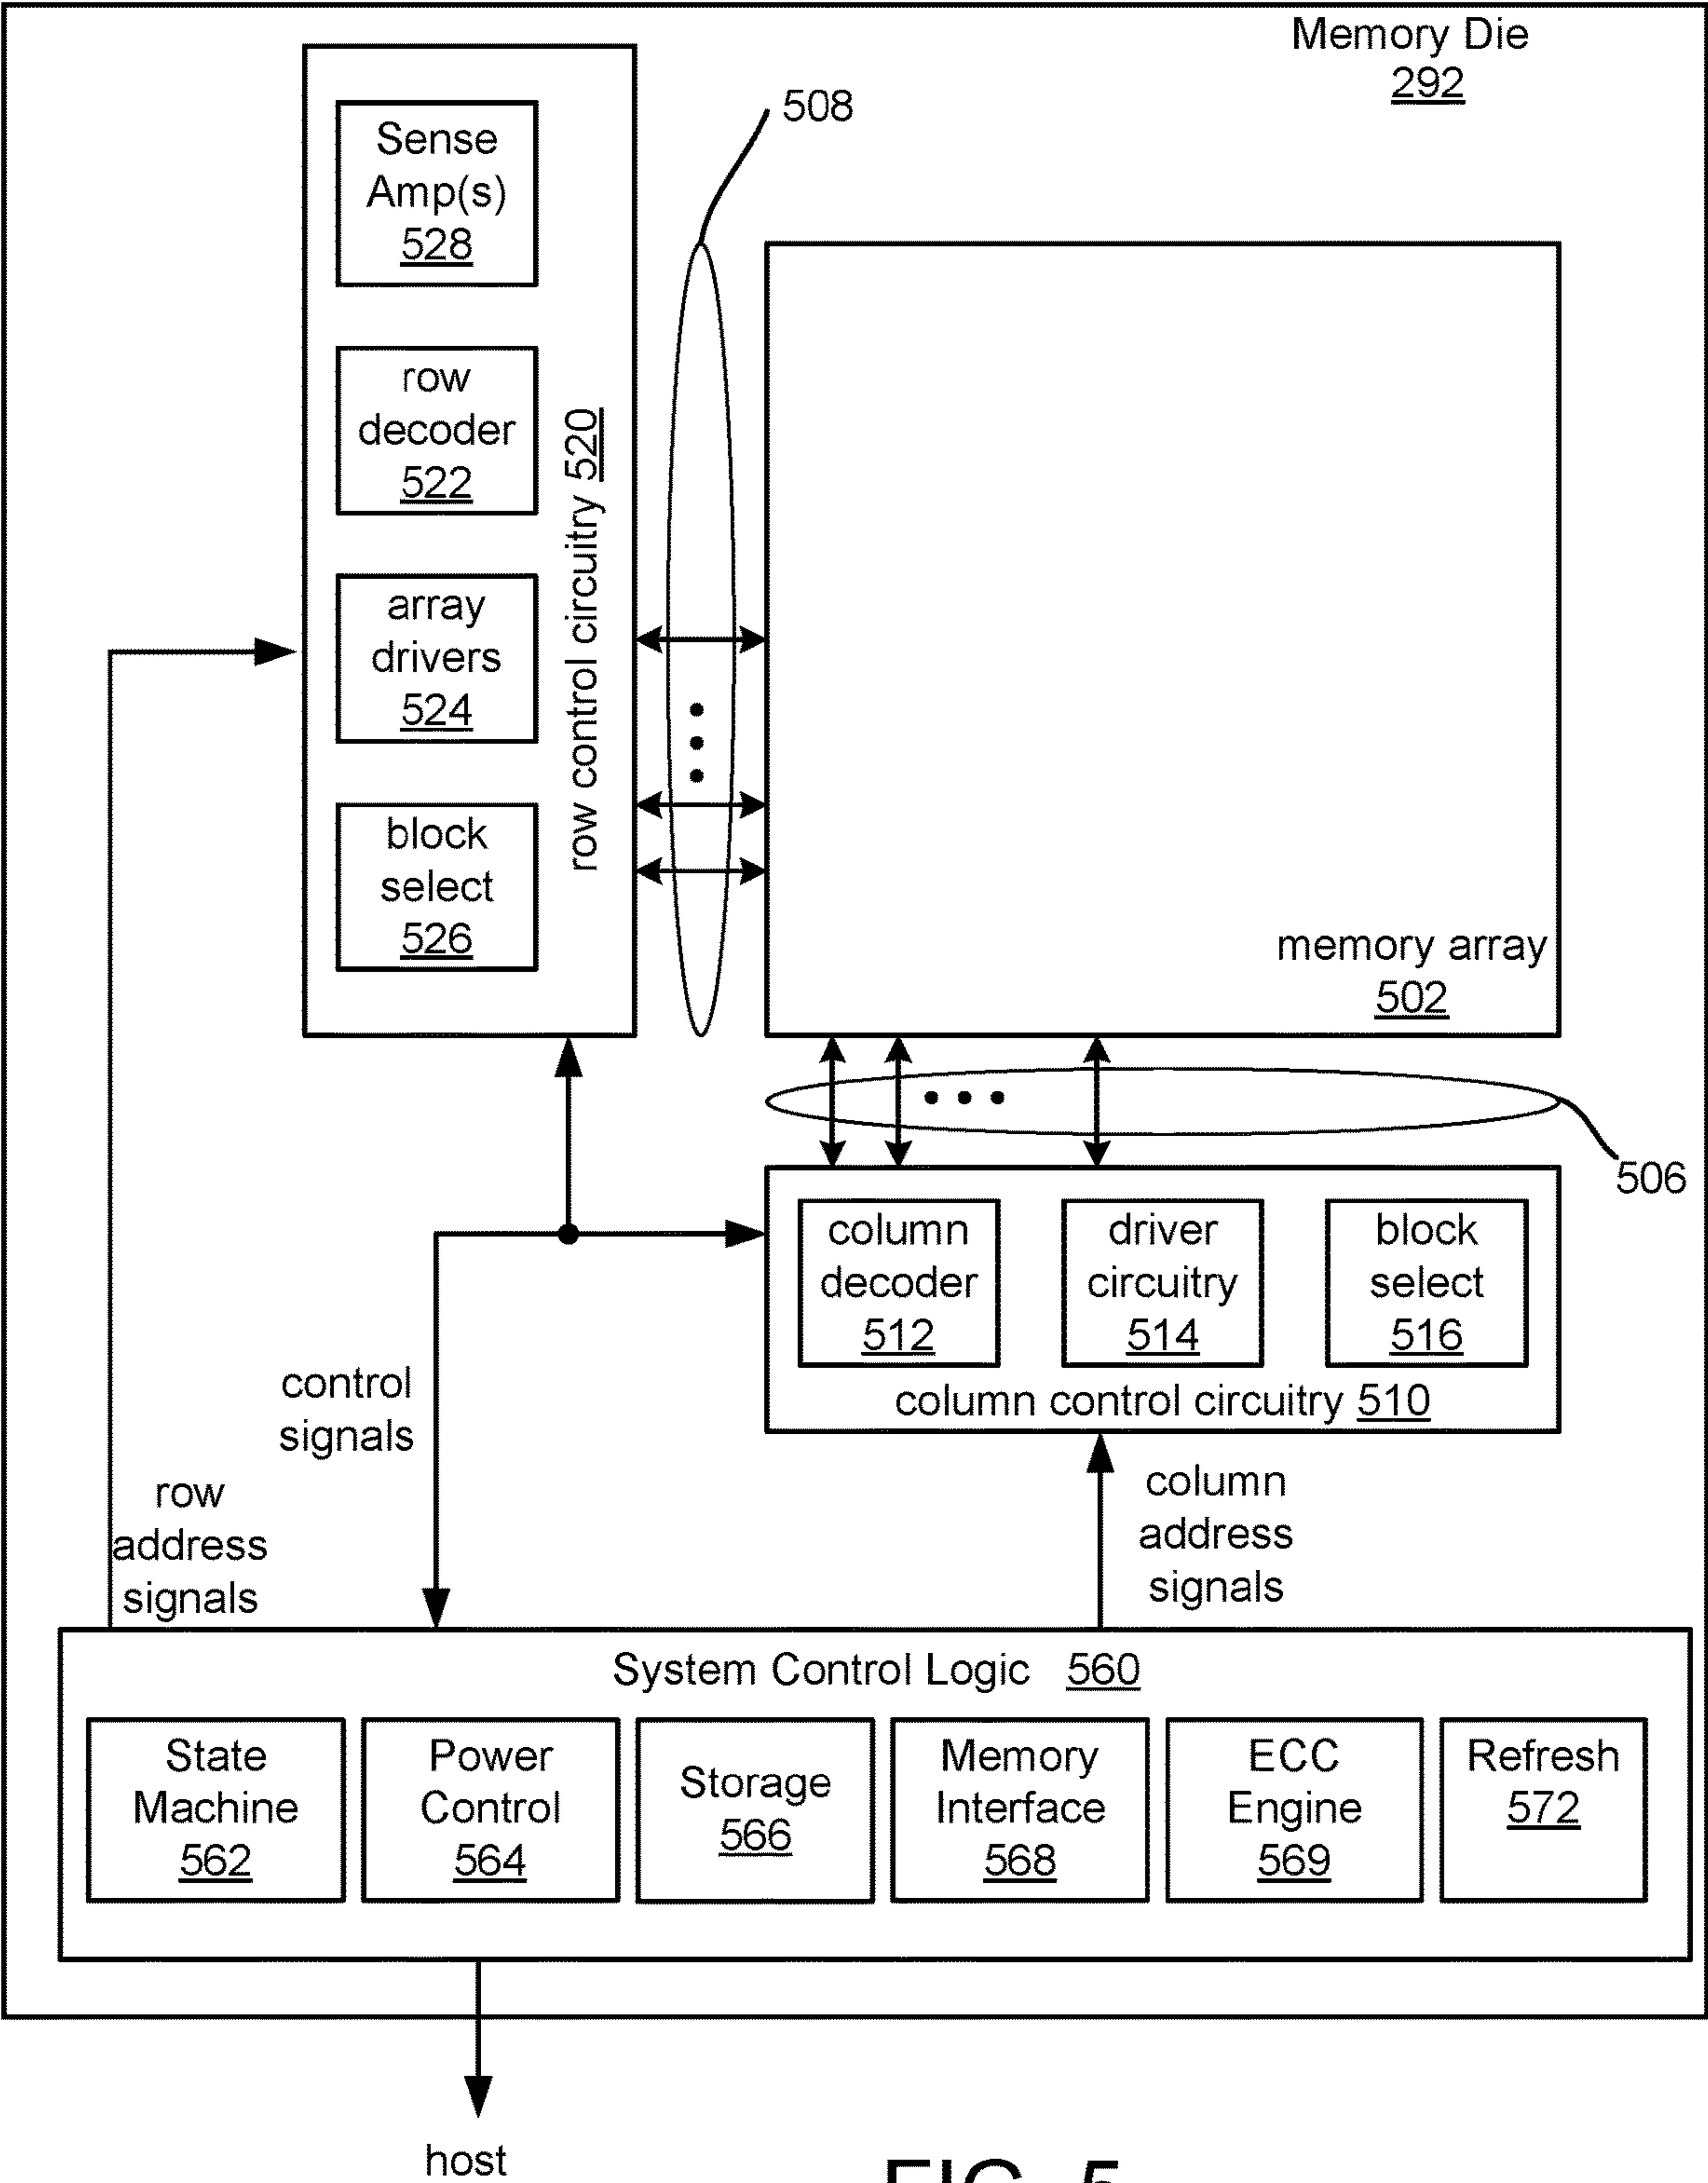 Memory Die
292
508
Sense
Amp(s)
528
row
decoder
522
array
drivers
524
block
select
526
row control circuitry 520
memory array
502
506
column
decoder
512
driver
circuitry
514
block
select
516
column control circuitry 510
control
signals
row
address
signals
column
address
signals
System Control Logic 560
State
Machine
562
Power
Control
564
Storage
566
Memory
Interface
568
ECC
Engine
569
Refresh
572
host
FIG. 5